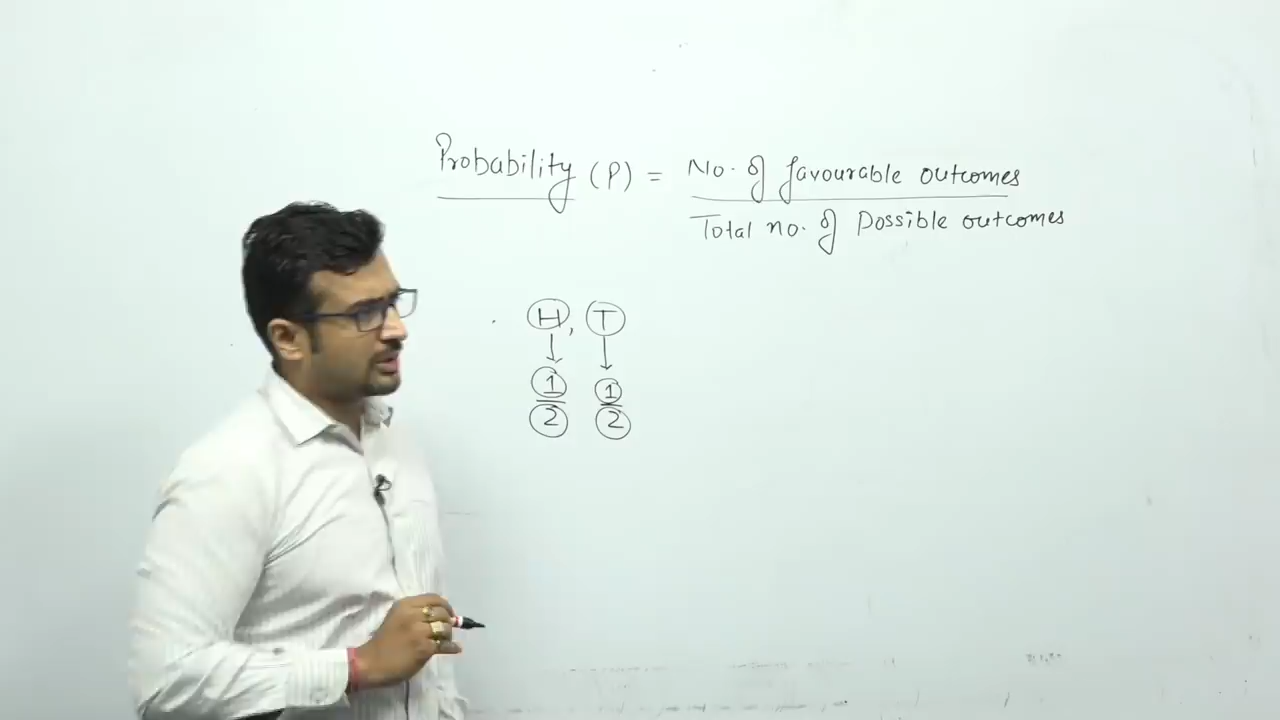 Probability (P) = No. of favourable outcomes
Total no. of Possible outcomes
H, T
1 1
2 2